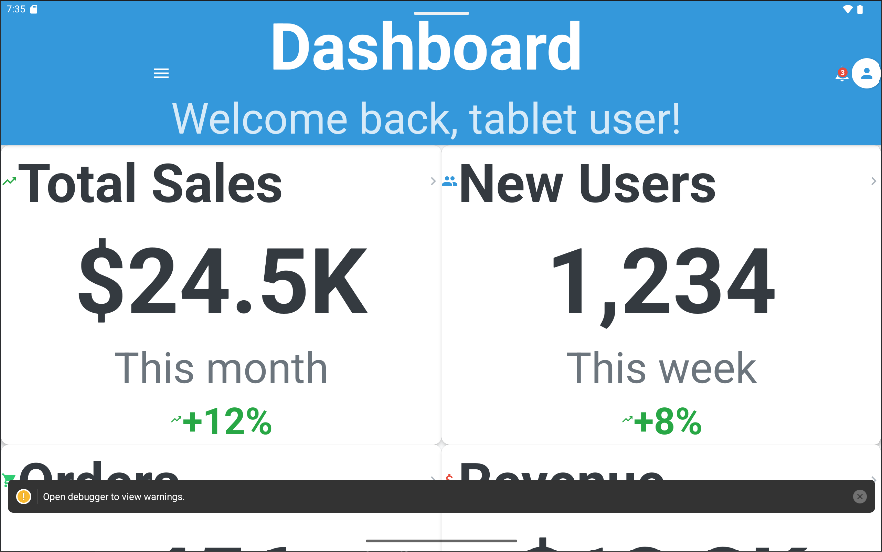 7:35
Dashboard
3
Welcome back, tablet user!
Total Sales
New Users
$24.5K
1,234
This month
This week
+12%
+8%
Orders
Revenue
Open debugger to view warnings.